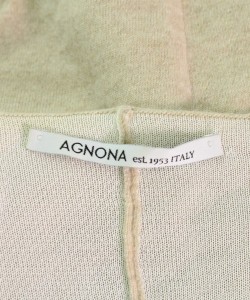 AGNONA est. 1953 ITALY